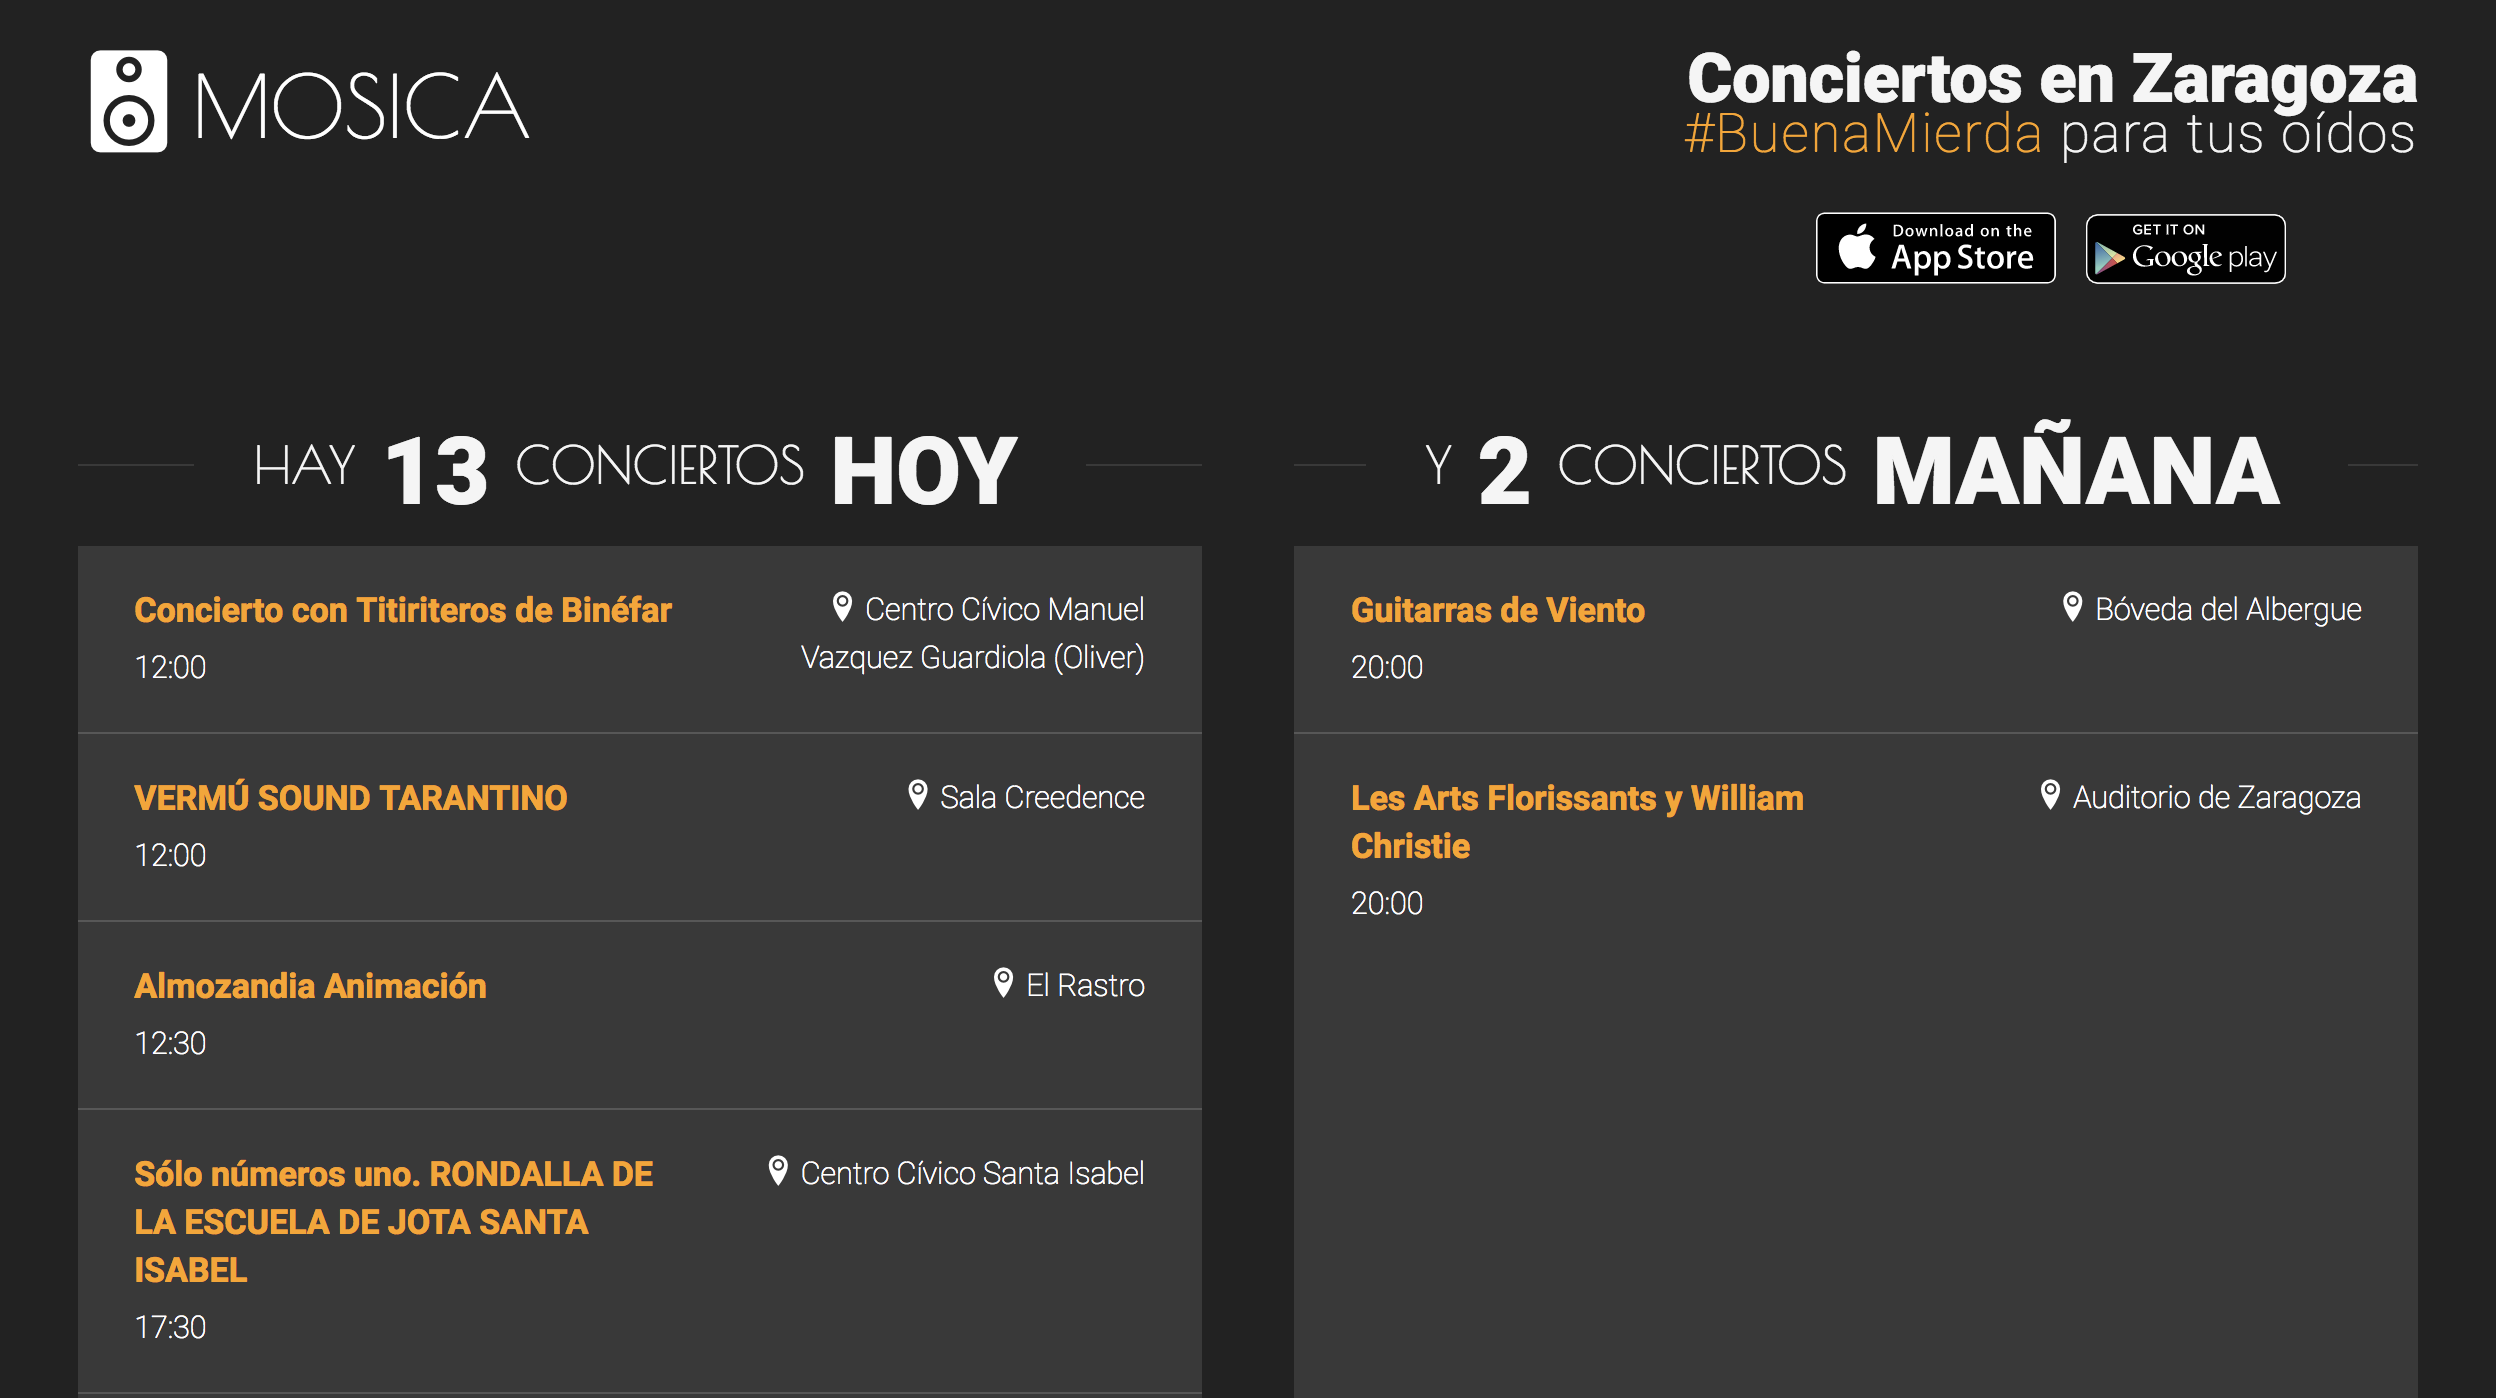 MOSICA
Conciertos en Zaragoza
#BuenaMierda para tus oídos
Download on the
App Store
GET IT ON
Google play
HAY 13 CONCIERTOS HOY
Concierto con Titiriteros de Binéfar
Centro Cívico Manuel
Vazquez Guardiola (Oliver)
12:00
VERMÚ SOUND TARANTINO
Sala Creedence
12:00
Almozandia Animación
El Rastro
12:30
Sólo números uno. RONDALLA DE
LA ESCUELA DE JOTA SANTA
ISABEL
Centro Cívico Santa Isabel
17:30
Y 2 CONCIERTOS MAÑANA
Guitarras de Viento
Bóveda del Albergue
20:00
Les Arts Florissants y William
Christie
Auditorio de Zaragoza
20:00